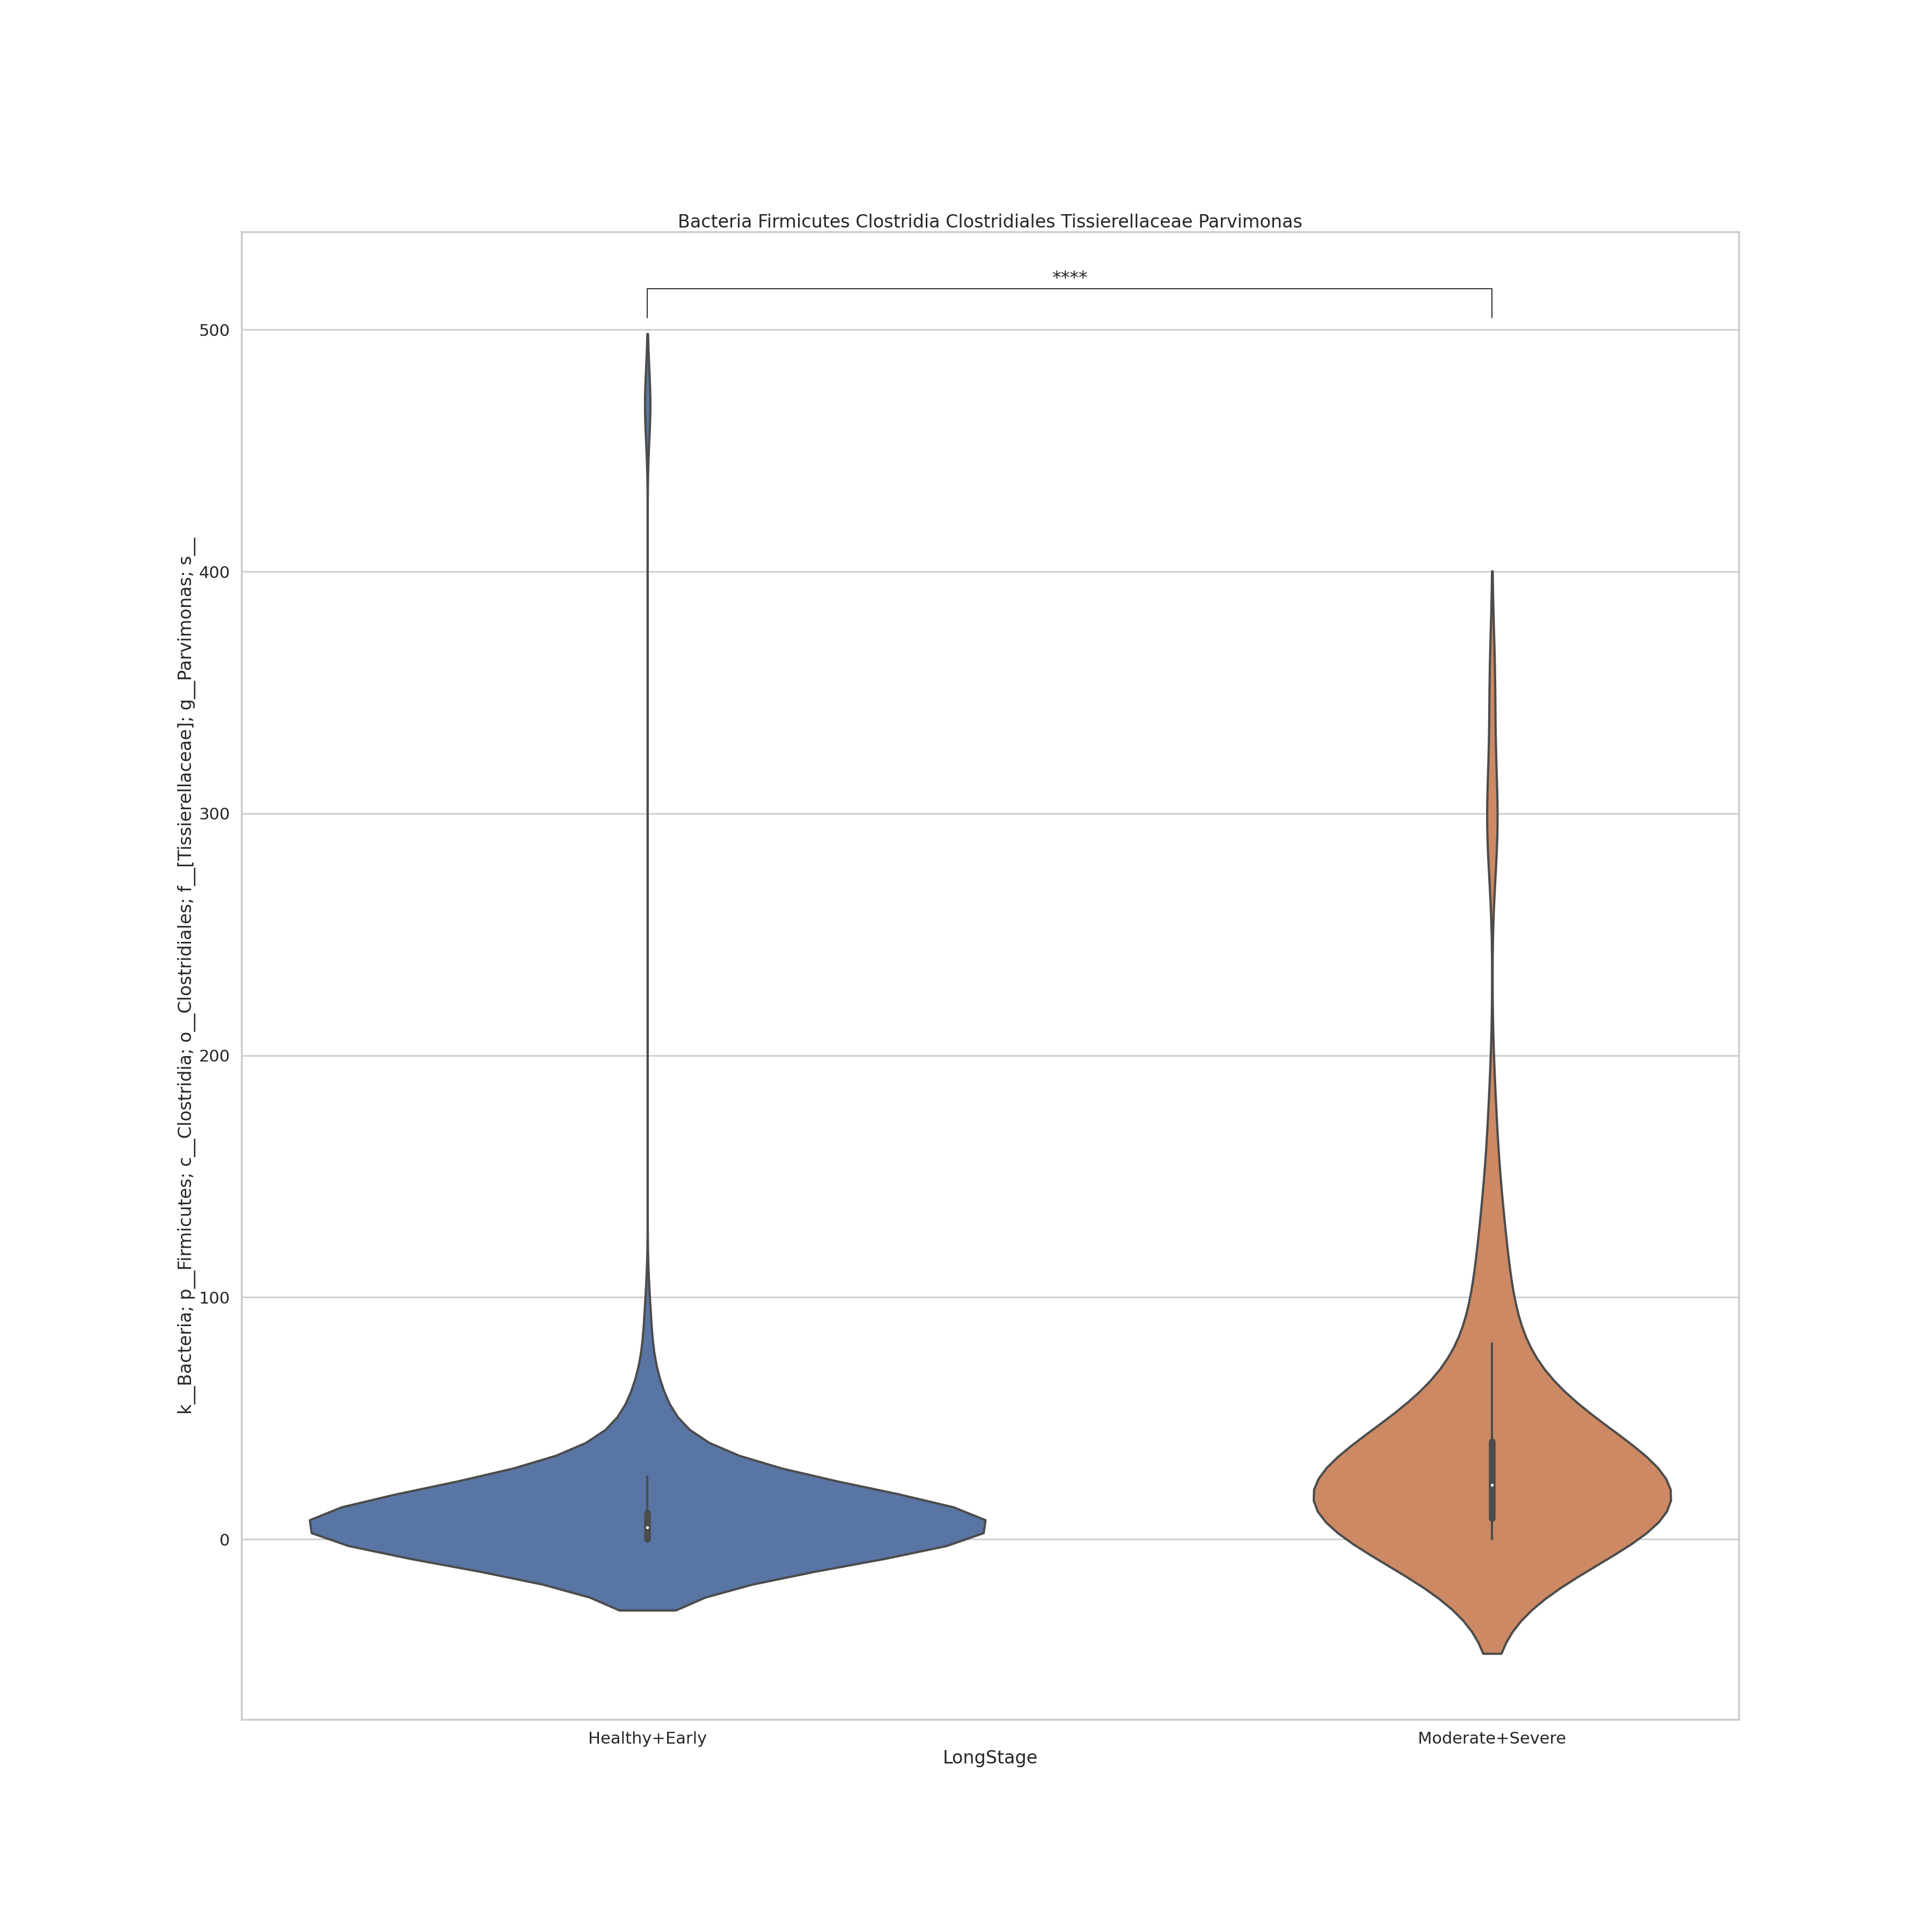 Bacteria Firmicutes Clostridia Clostridiales Tissierellaceae Parvimonas
****
500
400
300
200
100
0
k__Bacteria; p__Firmicutes; c__Clostridia; o__Clostridiales; f__[Tissierellaceae]; g__Parvimonas; s__
Healthy+Early
Moderate+Severe
LongStage